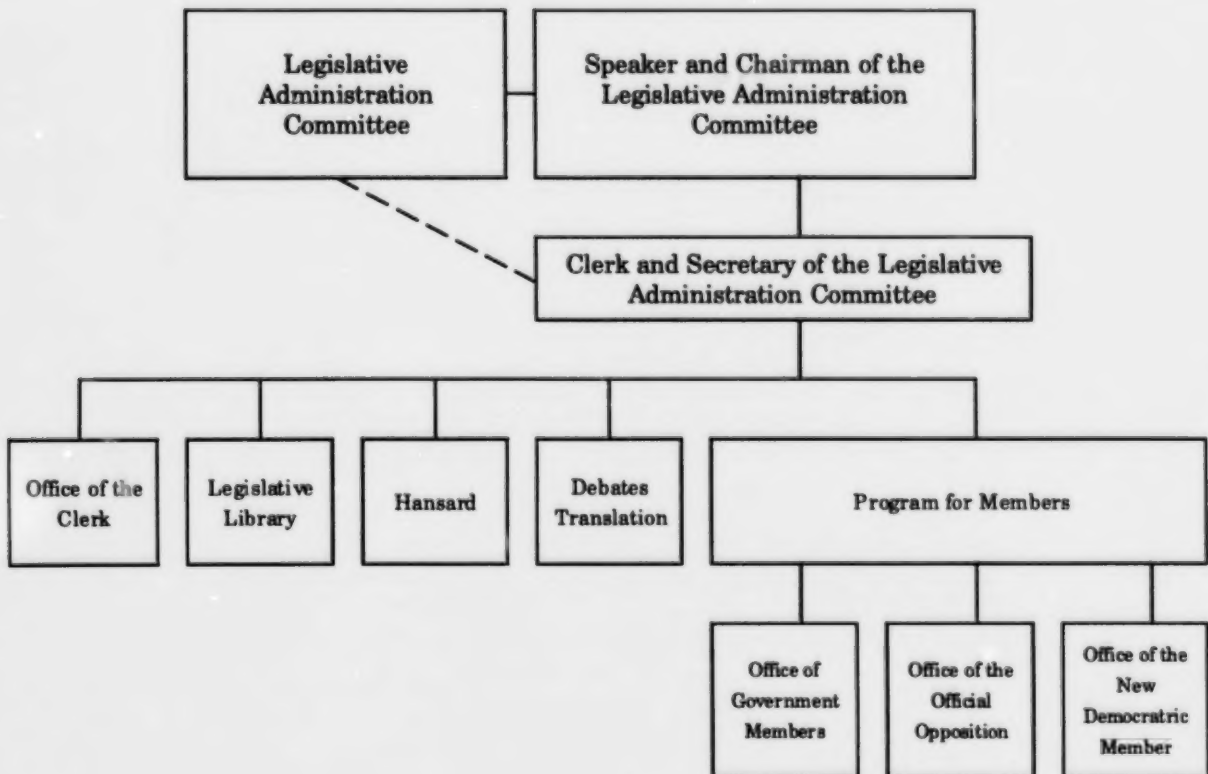 Legislative
Administration
Committee
Speaker and Chairman of the
Legislative Administration
Committee
Clerk and Secretary of the Legislative
Administration Committee
Office of the
Clerk
Legislative
Library
Hansard
Debates
Translation
Program for Members
Office of
Government
Members
Office of the
Official
Opposition
Office of the
New
Democratric
Member